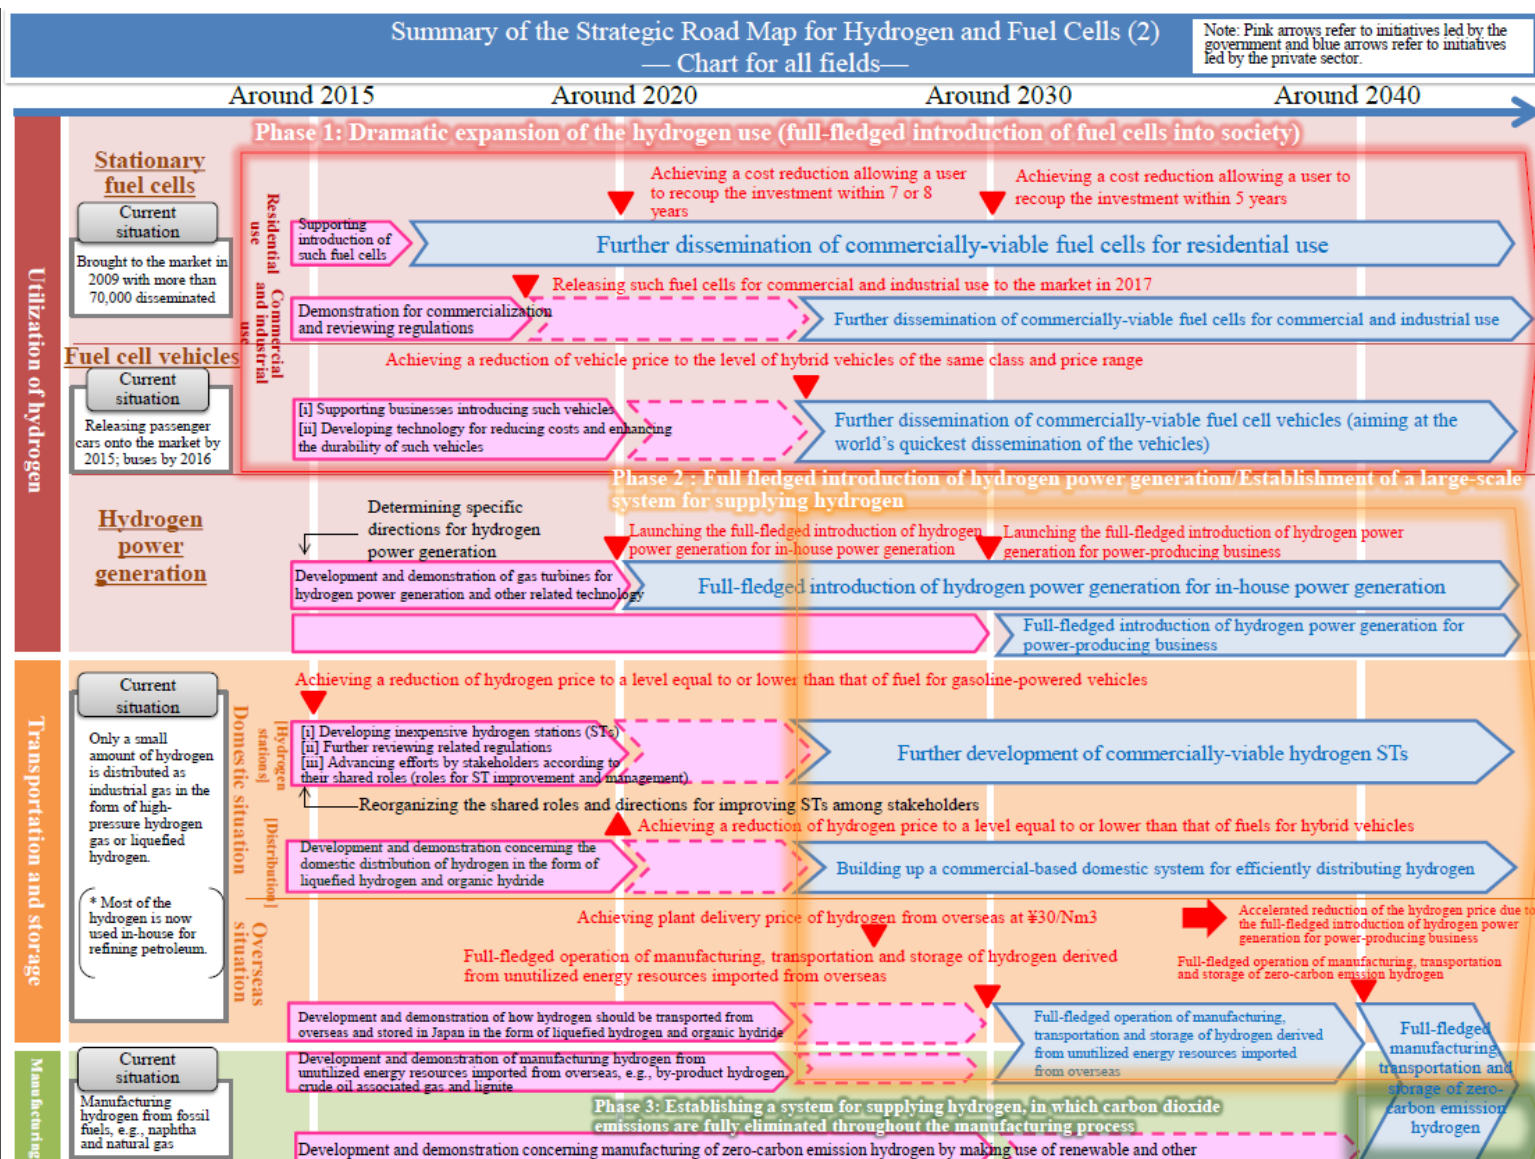 Summary of the Strategic Road Map for Hydrogen and Fuel Cells (2)
— Chart for all fields—
Note: Pink arrows refer to initiatives led by the
government and blue arrows refer to initiatives
led by the private sector.
Around 2015
Around 2020
Around 2030
Around 2040
Utilization of hydrogen
Phase 1: Dramatic expansion of the hydrogen use (full-fledged introduction of fuel cells into society)
Stationary
fuel cells
Current
situation
Brought to the market in
2009 with more than
70,000 disseminated
Residential
use
Achieving a cost reduction allowing a user
to recoup the investment within 7 or 8
years
Achieving a cost reduction allowing a user to
recoup the investment within 5 years
Supporting
introduction of
such fuel cells
Further dissemination of commercially-viable fuel cells for residential use
Commercial
and industrial
use
Releasing such fuel cells for commercial and industrial use to the market in 2017
Demonstration for commercialization
and reviewing regulations
Further dissemination of commercially-viable fuel cells for commercial and industrial use
Fuel cell vehicles
Current
situation
Releasing passenger
cars onto the market by
2015; buses by 2016
Achieving a reduction of vehicle price to the level of hybrid vehicles of the same class and price range
[i] Supporting businesses introducing such vehicles
[ii] Developing technology for reducing costs and enhancing
the durability of such vehicles
Further dissemination of commercially-viable fuel cell vehicles (aiming at the
world's quickest dissemination of the vehicles)
Phase 2 : Full fledged introduction of hydrogen power generation/Establishment of a large-scale
system for supplying hydrogen
Hydrogen
power
generation
Determining specific
directions for hydrogen
power generation
Launching the full-fledged introduction of hydrogen
power generation for in-house power generation
Launching the full-fledged introduction of hydrogen power
generation for power-producing business
Development and demonstration of gas turbines for
hydrogen power generation and other related technology
Full-fledged introduction of hydrogen power generation for in-house power generation
Full-fledged introduction of hydrogen power generation for
power-producing business
Transportation and storage
Current
situation
Only a small
amount of hydrogen
is distributed as
industrial gas in the
form of high-
pressure hydrogen
gas or liquefied
hydrogen.
* Most of the
hydrogen is now
used in-house for
refining petroleum.
Domestic situation
[Hydrogen
stations]
Achieving a reduction of hydrogen price to a level equal to or lower than that of fuel for gasoline-powered vehicles
[i] Developing inexpensive hydrogen stations (STs)
[ii] Further reviewing related regulations
[iii] Advancing efforts by stakeholders according to
their shared roles (roles for ST improvement and management)
Further development of commercially-viable hydrogen STs
Reorganizing the shared roles and directions for improving STs among stakeholders
[Distribution]
Achieving a reduction of hydrogen price to a level equal to or lower than that of fuels for hybrid vehicles
Development and demonstration concerning the
domestic distribution of hydrogen in the form of
liquefied hydrogen and organic hydride
Building up a commercial-based domestic system for efficiently distributing hydrogen
Overseas
situation
Achieving plant delivery price of hydrogen from overseas at ¥30/Nm3
Accelerated reduction of the hydrogen price due to
the full-fledged introduction of hydrogen power
generation for power-producing business
Full-fledged operation of manufacturing, transportation and storage of hydrogen derived
from unutilized energy resources imported from overseas
Full-fledged operation of manufacturing, transportation
and storage of zero-carbon emission hydrogen
Development and demonstration of how hydrogen should be transported from
overseas and stored in Japan in the form of liquefied hydrogen and organic hydride
Full-fledged operation of manufacturing,
transportation and storage of hydrogen derived
from unutilized energy resources imported
from overseas
Full-fledged
manufacturing,
transportation and
storage of zero-
carbon emission
hydrogen
Manufacturing
Current
situation
Manufacturing
hydrogen from fossil
fuels, e.g., naphtha
and natural gas
Development and demonstration of manufacturing hydrogen from
unutilized energy resources imported from overseas, e.g., by-product hydrogen,
crude oil associated gas and lignite
Phase 3: Establishing a system for supplying hydrogen, in which carbon dioxide
emissions are fully eliminated throughout the manufacturing process
Development and demonstration concerning manufacturing of zero-carbon emission hydrogen by making use of renewable and other